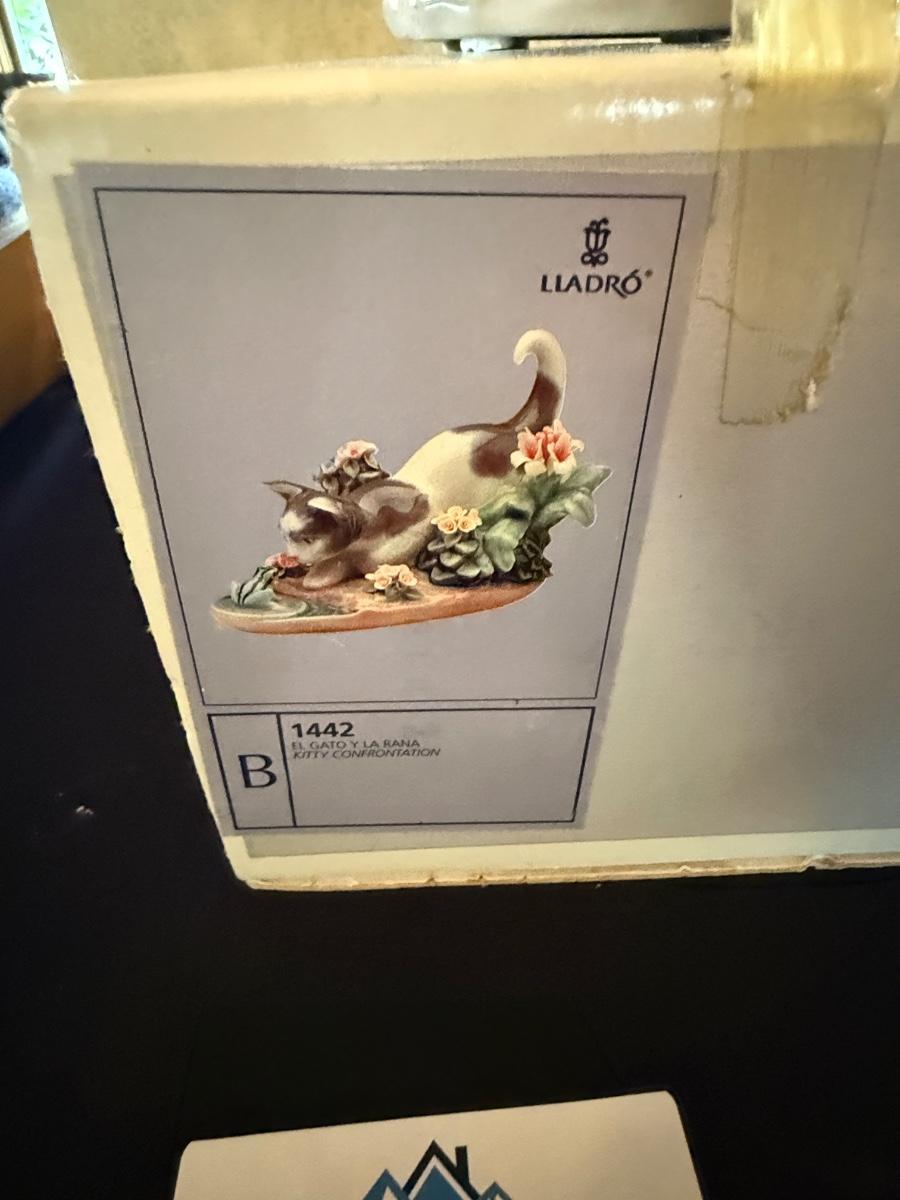 LLADRÓ®
1442
EL GATO Y LA RANA
KITTY CONFRONTATION
B